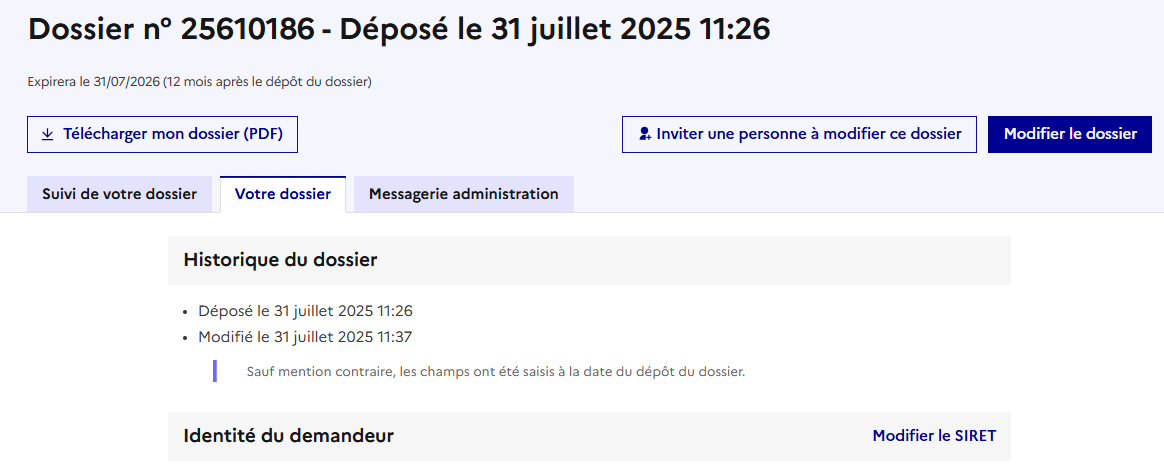 Dossier nº 25610186 - Déposé le 31 juillet 2025 11:26
Expirera le 31/07/2026 (12 mois après le dépôt du dossier)
Télécharger mon dossier (PDF)
Inviter une personne à modifier ce dossier
Modifier le dossier
Suivi de votre dossier
Votre dossier
Messagerie administration
Historique du dossier
• Déposé le 31 juillet 2025 11:26
• Modifié le 31 juillet 2025 11:37
Sauf mention contraire, les champs ont été saisis à la date du dépôt du dossier.
Identité du demandeur
Modifier le SIRET